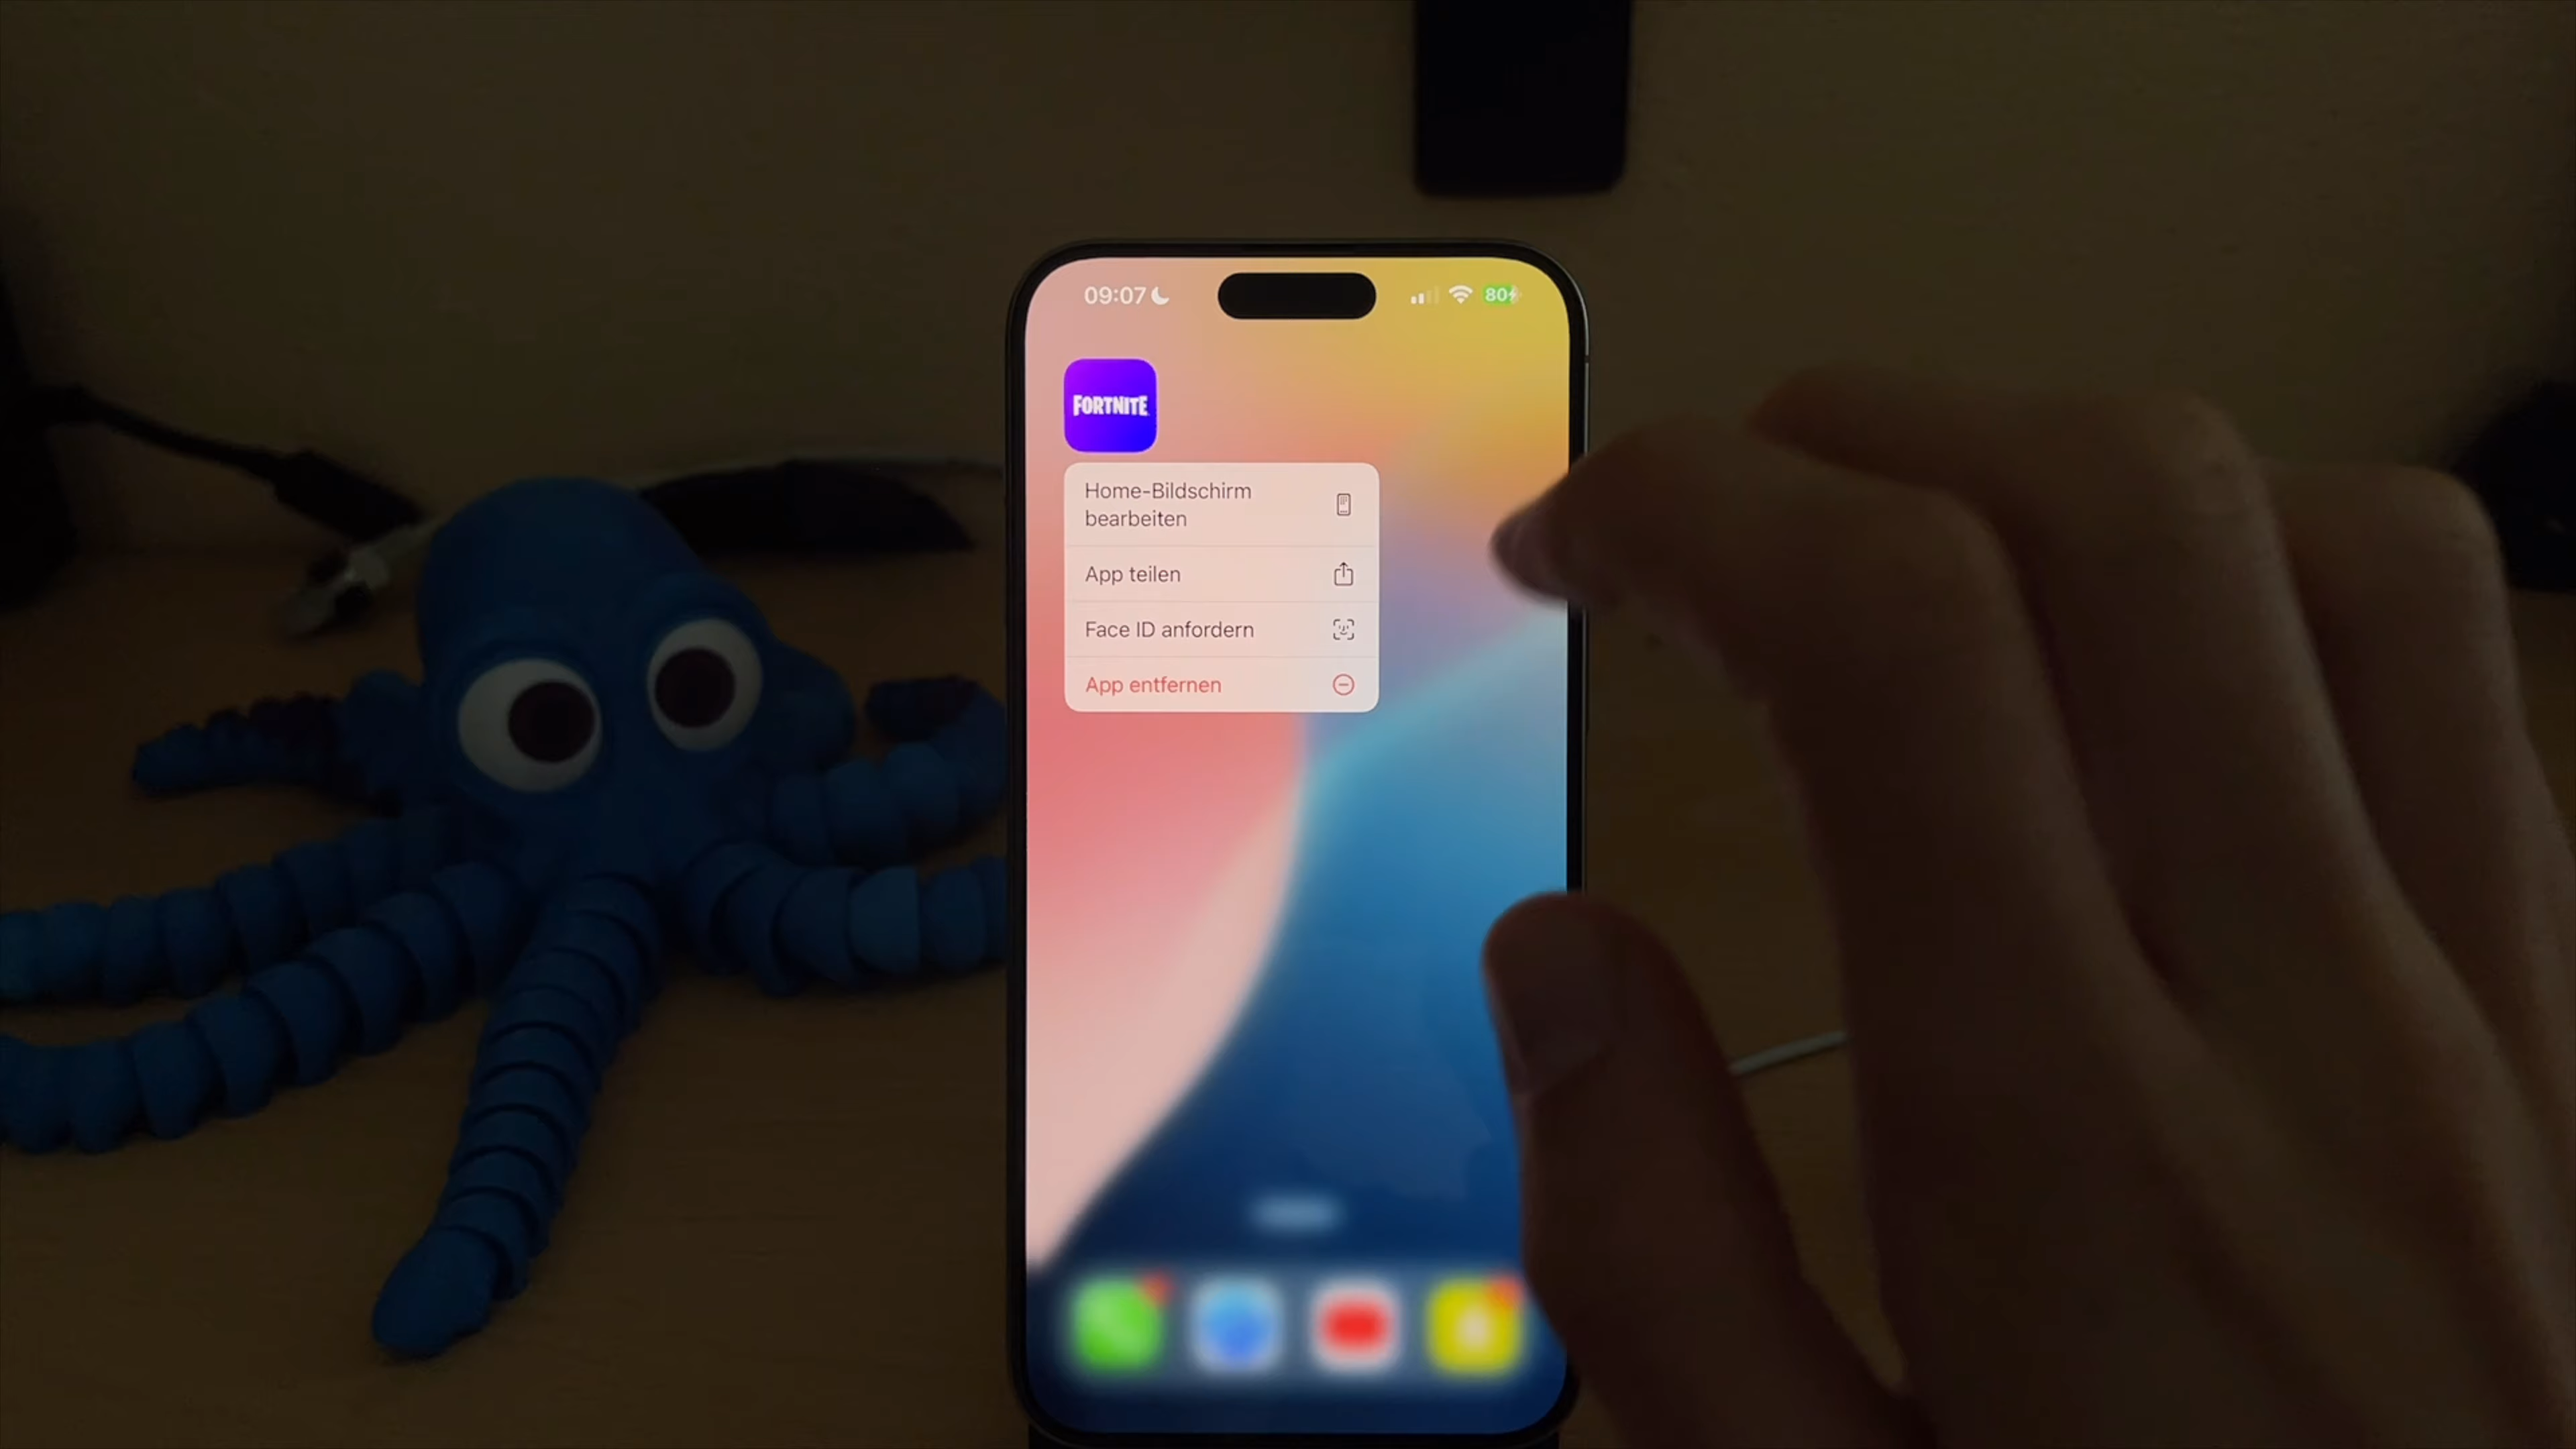 09:07
80
FORTNITE
Home-Bildschirm
bearbeiten
App teilen
Face ID anfordern
App entfernen